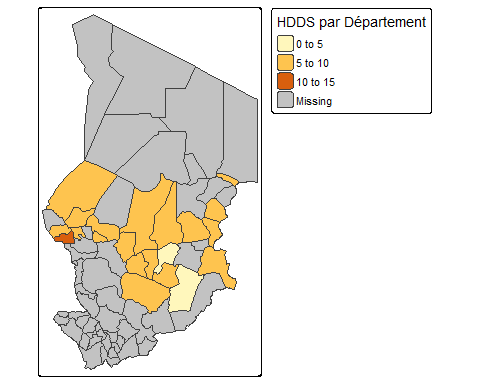 HDDS par Département
0 to 5
5 to 10
10 to 15
Missing